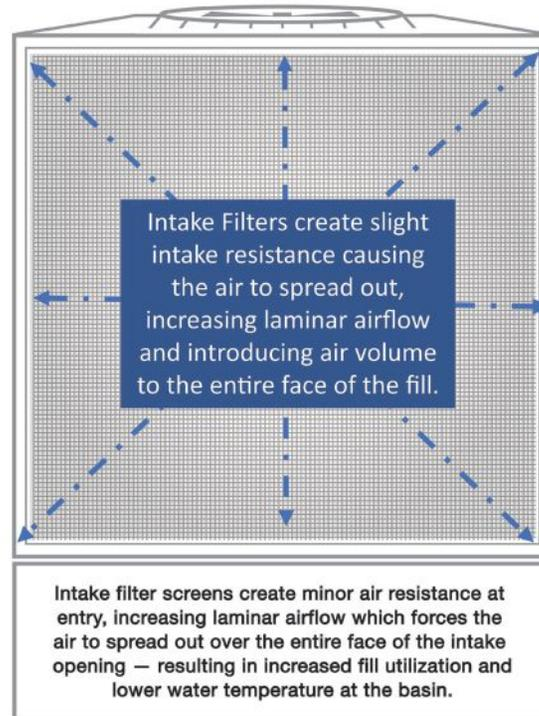 Intake Filters create slight
intake resistance causing
the air to spread out,
increasing laminar airflow
and introducing air volume
to the entire face of the fill.
Intake filter screens create minor air resistance at
entry, increasing laminar airflow which forces the
air to spread out over the entire face of the intake
opening — resulting in increased fill utilization and
lower water temperature at the basin.